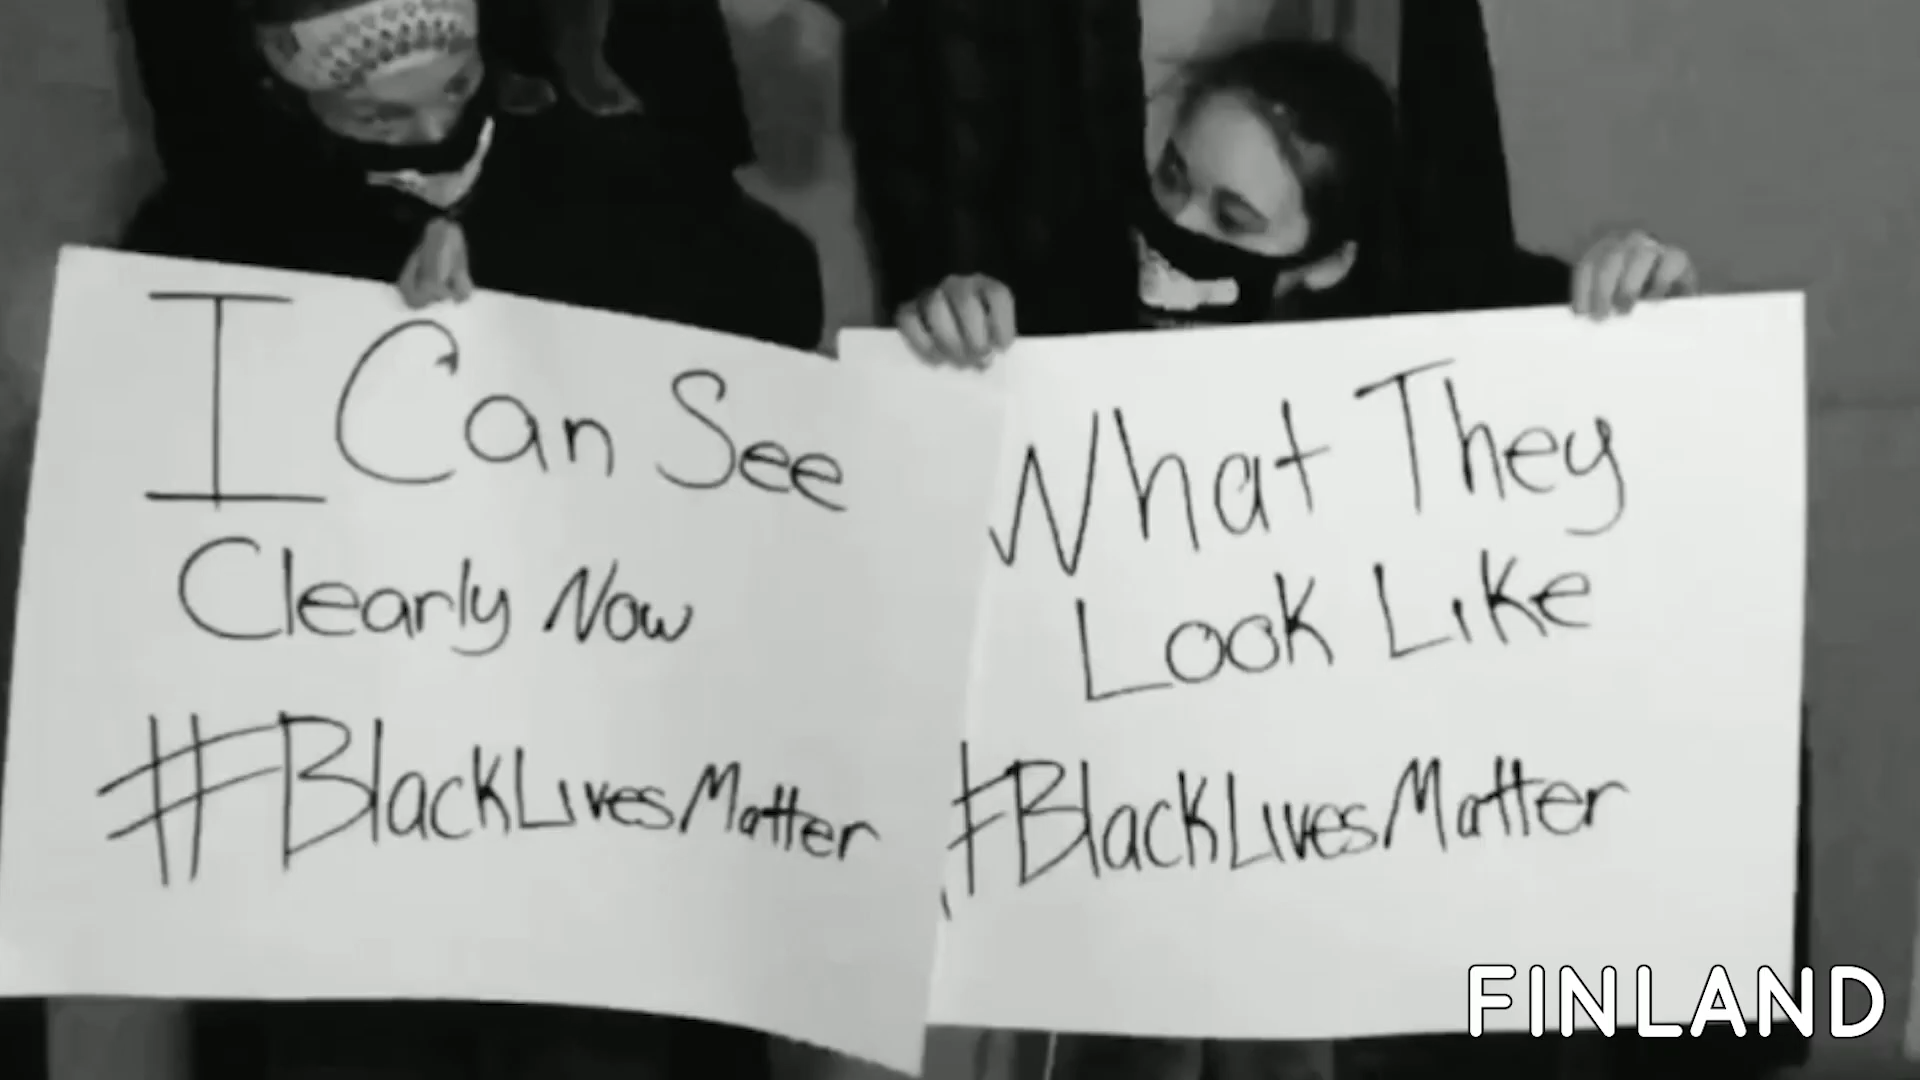 I Can See
Clearly Now
#BlackLivesMatter
What They
Look Like
#BlackLivesMatter
FINLAND